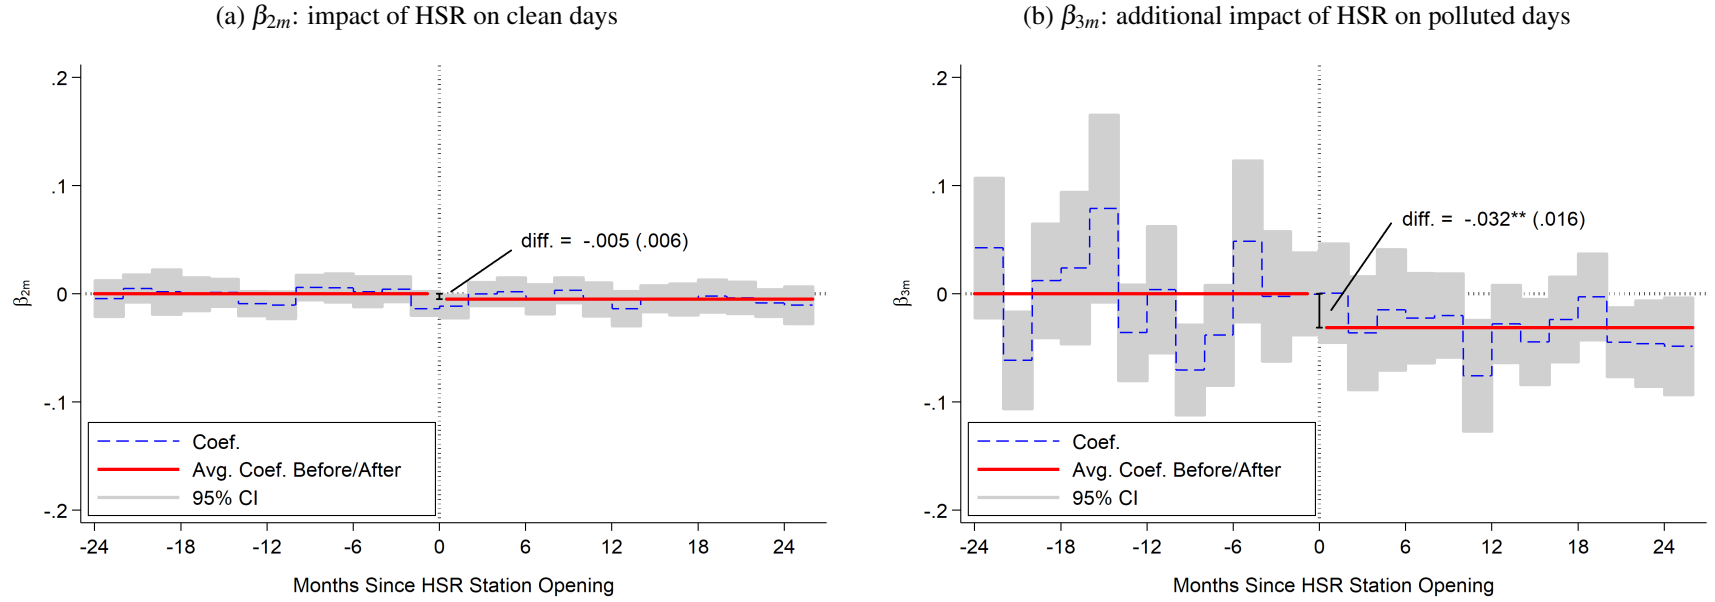 (a) β2m: impact of HSR on clean days
.2
.1
0
-.1
-.2
β2m
diff. = -.005 (.006)
Coef.
Avg. Coef. Before/After
95% CI
-24 -18 -12 -6 0 6 12 18 24
Months Since HSR Station Opening
(b) β3m: additional impact of HSR on polluted days
.2
.1
0
-.1
-.2
β3m
diff. = -.032** (.016)
Coef.
Avg. Coef. Before/After
95% CI
-24 -18 -12 -6 0 6 12 18 24
Months Since HSR Station Opening